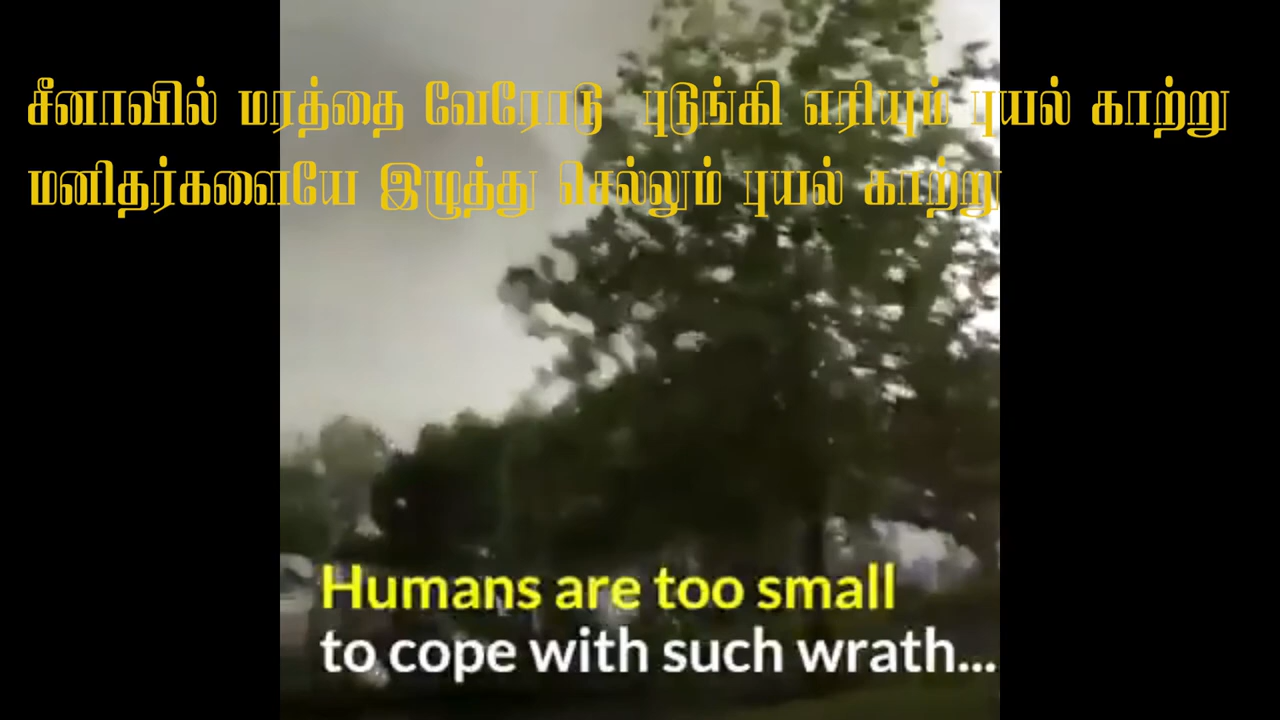 சீனாவில் மரத்தை வேரோடு புடுங்கி எரியும் புயல் காற்று
மனிதர்களையே இழுத்து செல்லும் புயல் காற்று
Humans are too small
to cope with such wrath...